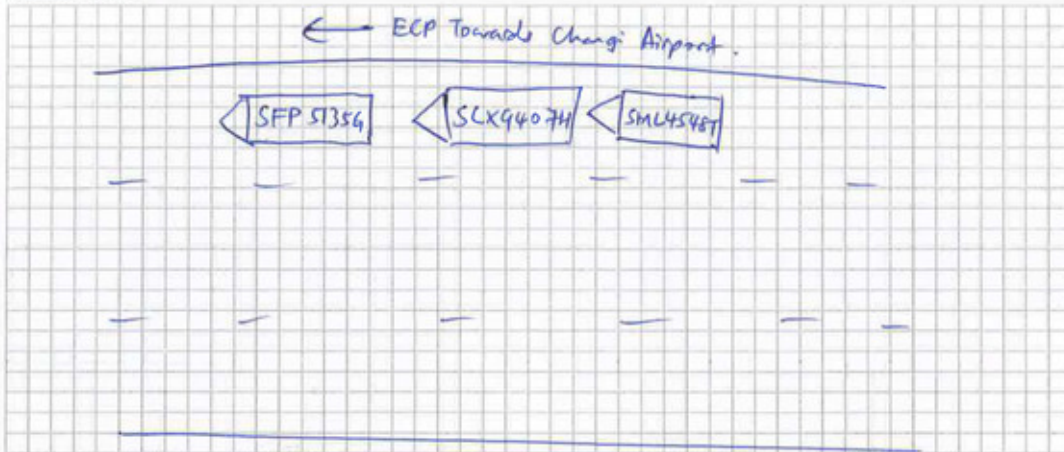 ← ECP Towards Changi Airport.
SFP 5135G SLX9407H SML4548T